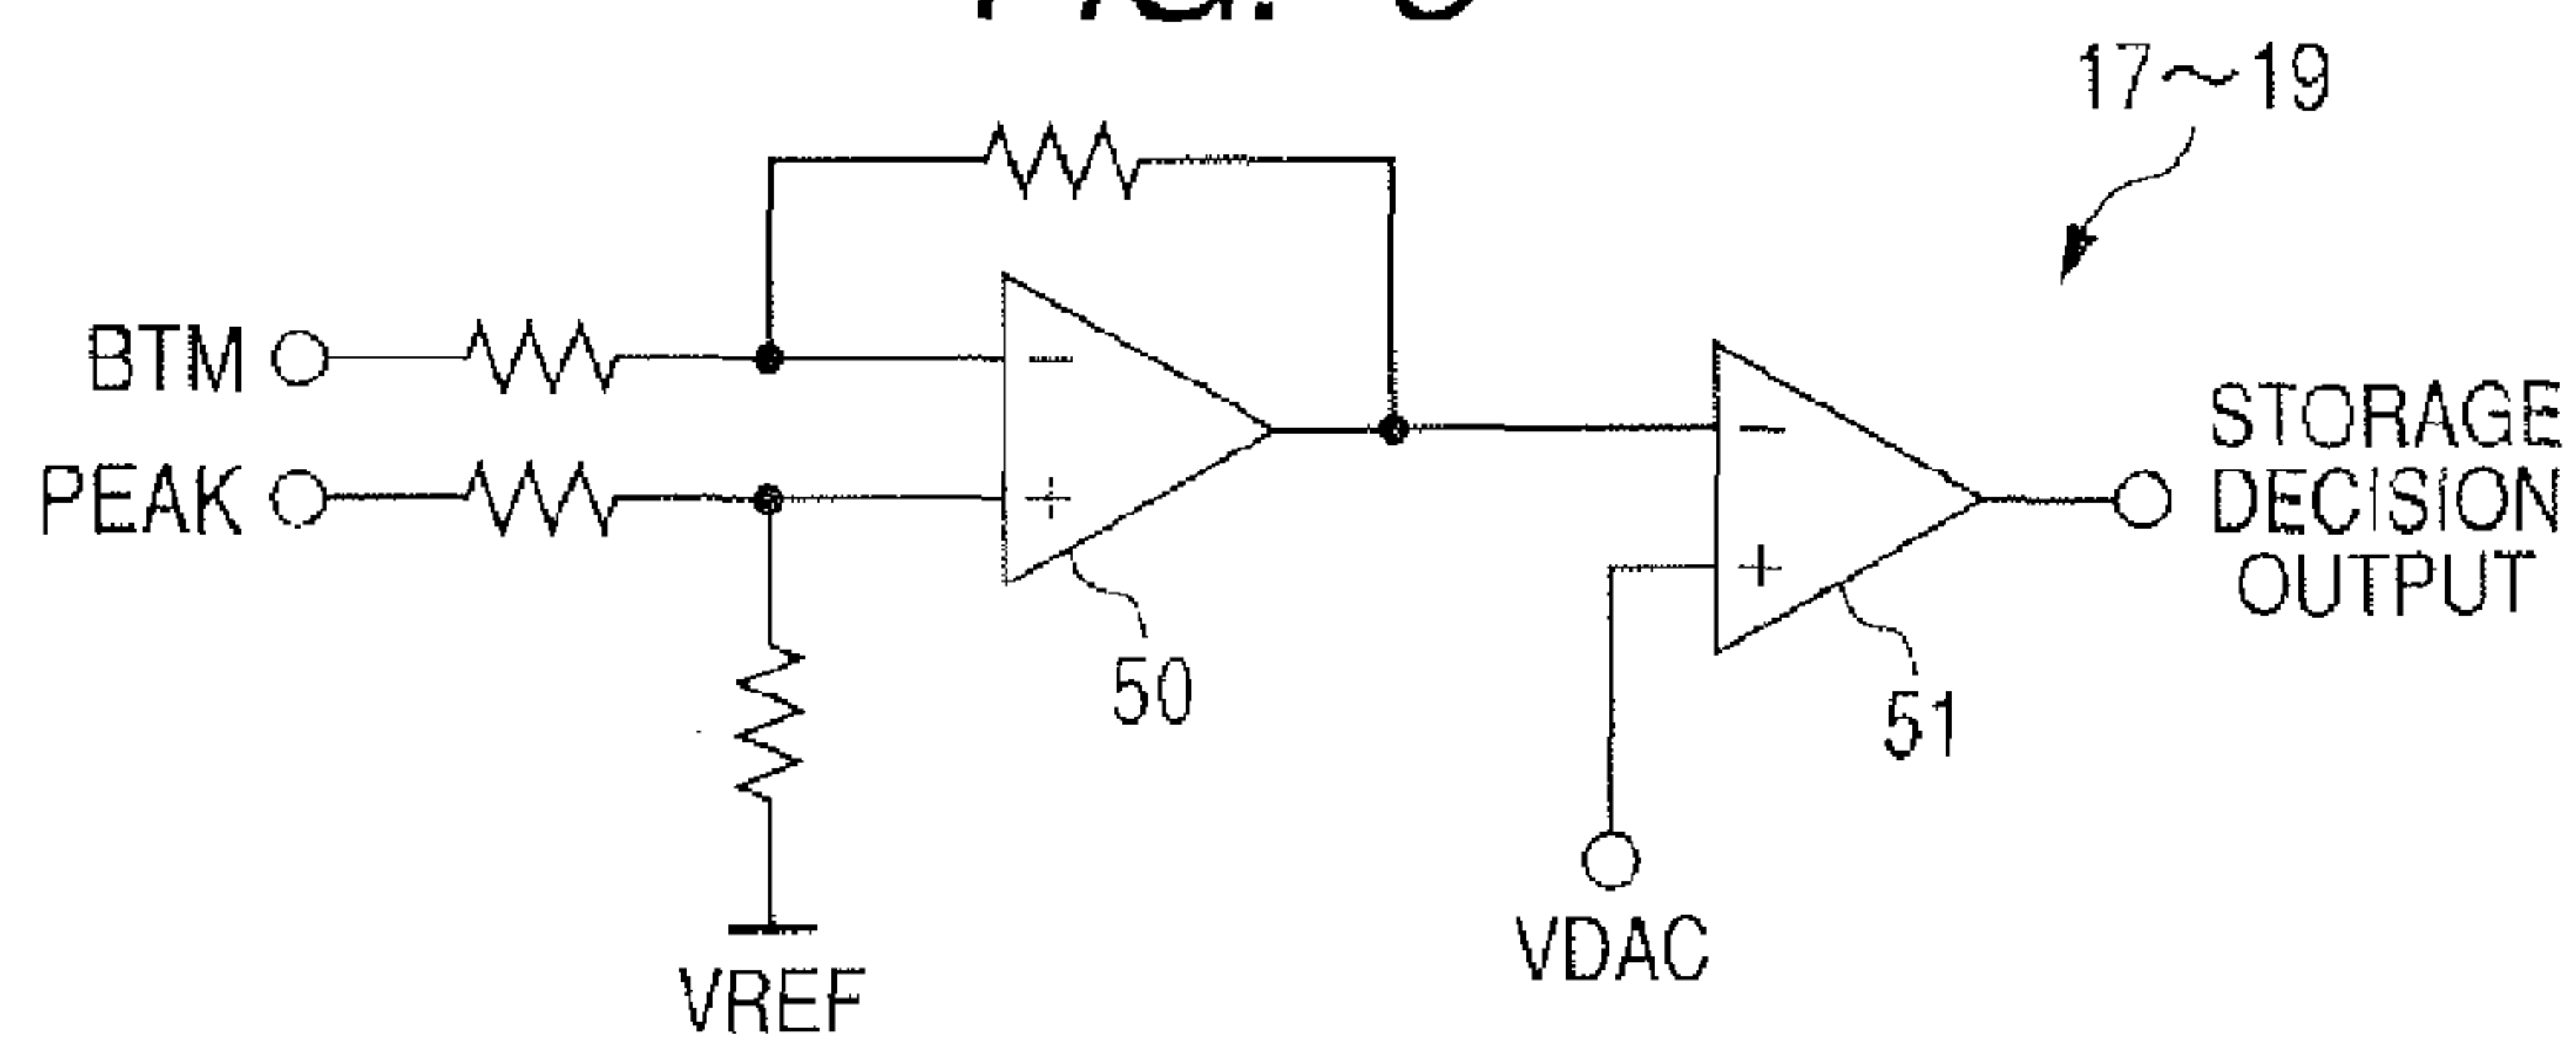 17~19
BTM
PEAK
−
+
50
−
+
51
STORAGE
DECISION
OUTPUT
VREF
VDAC